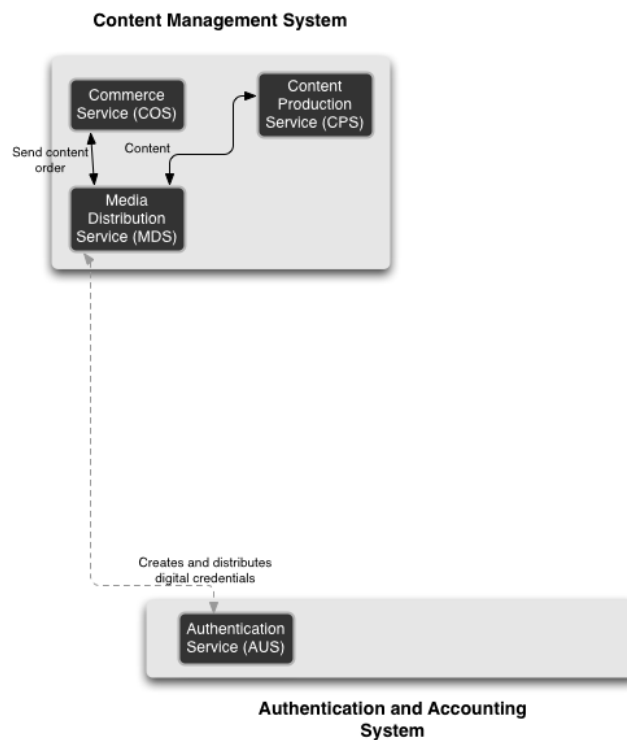 Content Management System
Commerce
Service (COS)
Content
Production
Service (CPS)
Send content
order
Content
Media
Distribution
Service (MDS)
Creates and distributes
digital credentials
Authentication
Service (AUS)
Authentication and Accounting
System